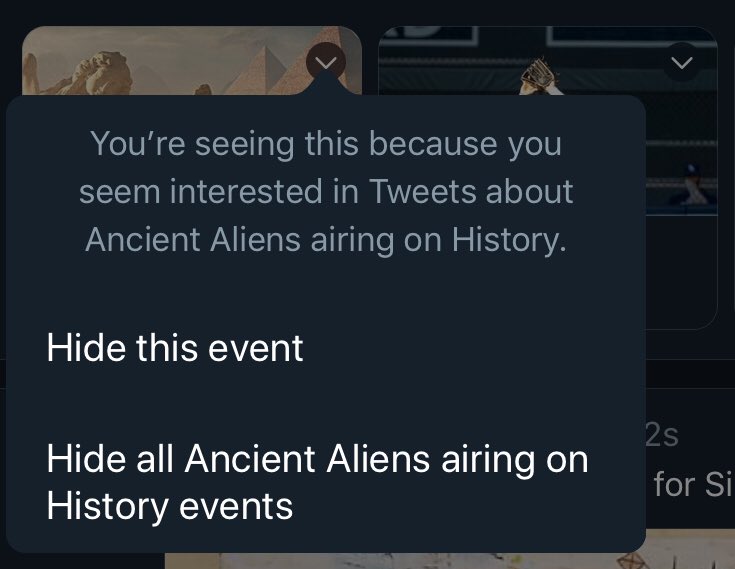 You’re seeing this because you
seem interested in Tweets about
Ancient Aliens airing on History.
Hide this event
Hide all Ancient Aliens airing on
History events
2s
for Si